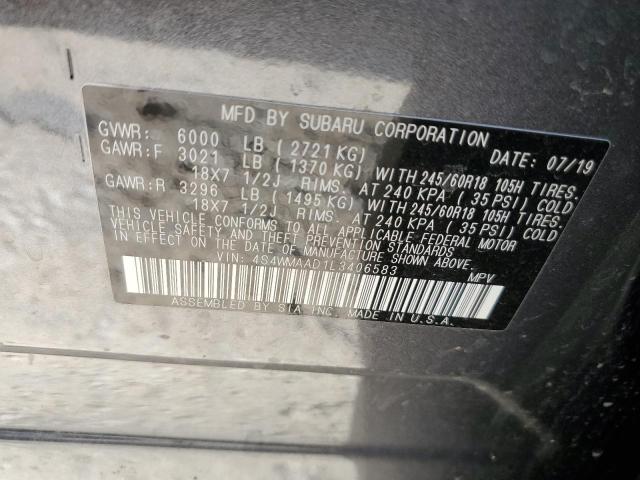 MFD BY SUBARU CORPORATION
GVWR: 6000 LB ( 2721 KG) DATE: 07/19
GAWR:F 3021 LB ( 1370 KG) WITH 245/60R18 105H TIRES,
18X7 1/2J RIMS, AT 240 KPA ( 35 PSI) COLD
GAWR:R 3296 LB ( 1495 KG) WITH 245/60R18 105H TIRES,
18X7 1/2J RIMS, AT 240 KPA ( 35 PSI) COLD
THIS VEHICLE CONFORMS TO ALL APPLICABLE FEDERAL MOTOR
VEHICLE SAFETY AND THEFT PREVENTION STANDARDS
IN EFFECT ON THE DATE OF MANUFACTURE SHOWN ABOVE.
VIN: 4S4WMAAD1L3406583 MPV
ASSEMBLED BY SIA INC. MADE IN U.S.A.